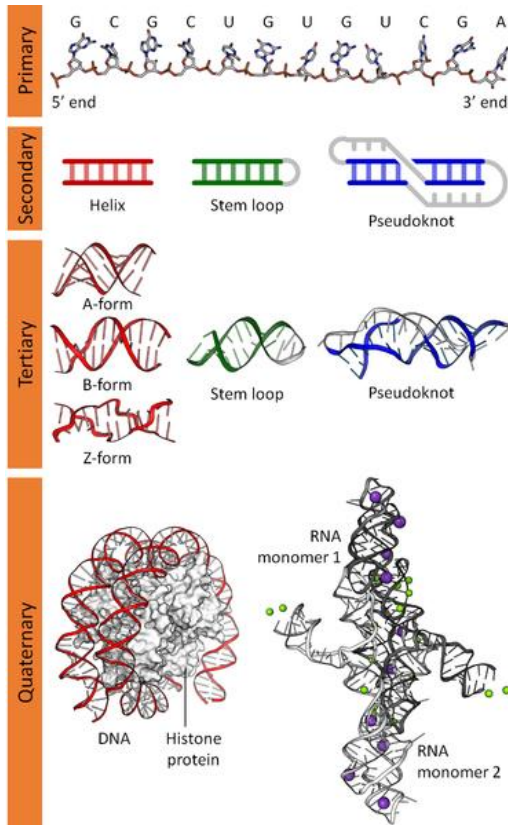 Primary
G C G C U G U G U C G A
5' end
3' end
Secondary
Helix
Stem loop
Pseudoknot
Tertiary
A-form
B-form
Z-form
Stem loop
Pseudoknot
Quaternary
DNA
Histone
protein
RNA
monomer 1
RNA
monomer 2